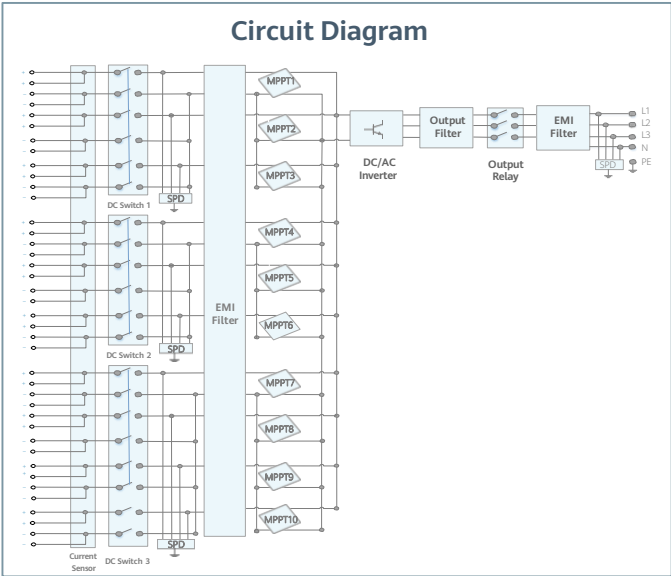 Circuit Diagram
MPPT1
MPPT2
MPPT3
DC Switch 1
SPD
MPPT4
MPPT5
MPPT6
DC Switch 2
SPD
EMI
Filter
MPPT7
MPPT8
MPPT9
MPPT10
Current
Sensor
DC Switch 3
SPD
DC/AC
Inverter
Output
Filter
Output
Relay
EMI
Filter
L1
L2
L3
N
SPD
PE